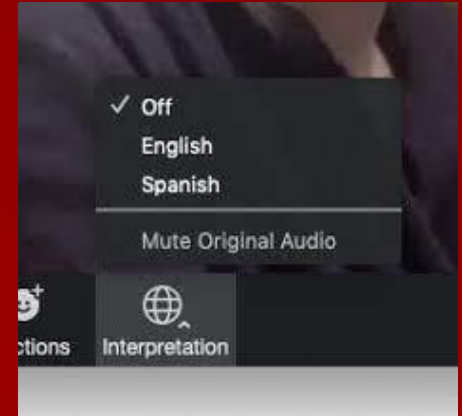 Off
English
Spanish
Mute Original Audio
ctions Interpretation